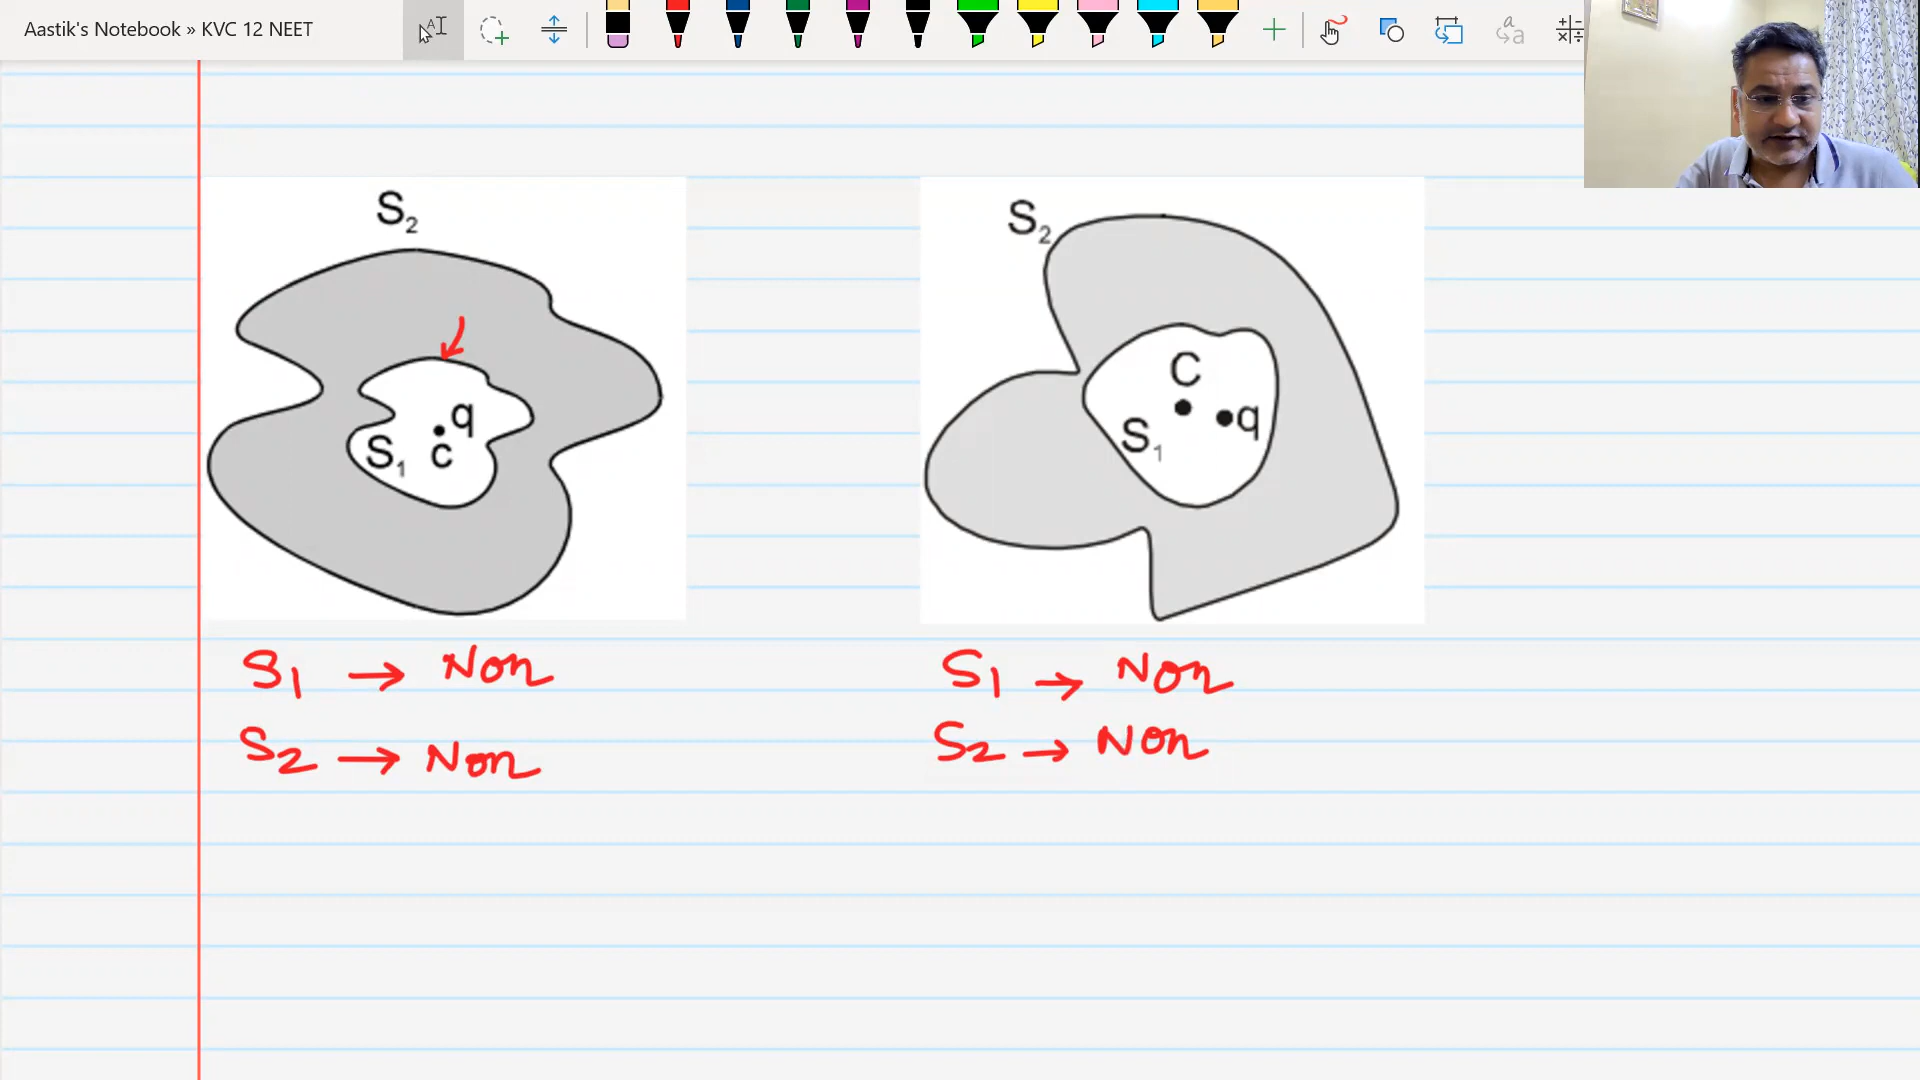 Aastik's Notebook » KVC 12 NEET
S₂
q
S₁ c
S₂
C
q
S₁
S₁ → Non
S₂ → Non
S₁ → Non
S₂ → Non